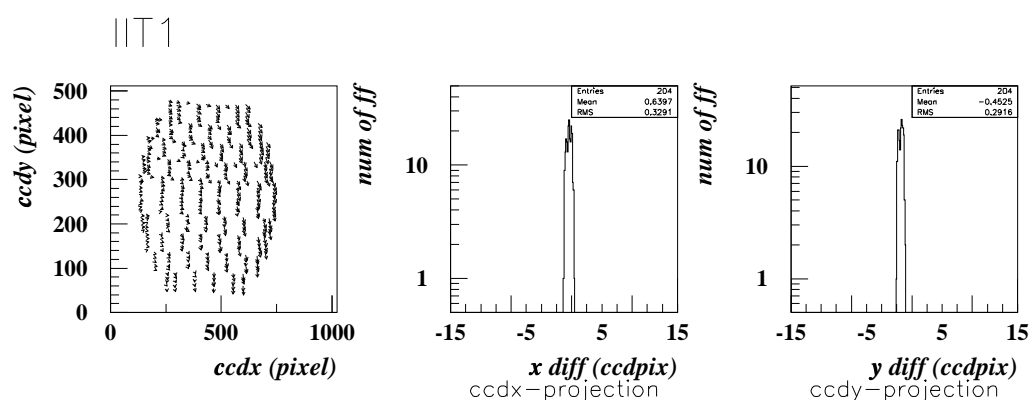 IIT1
ccdy (pixel)
500
400
300
200
100
0
0
500
1000
ccdx (pixel)
num of ff
Entries 204
Mean 0.6397
RMS 0.3291
10
1
-15
-5
5
15
x diff (ccdpix)
ccdx-projection
num of ff
Entries 204
Mean -0.4525
RMS 0.2916
10
1
-15
-5
5
15
y diff (ccdpix)
ccdy-projection